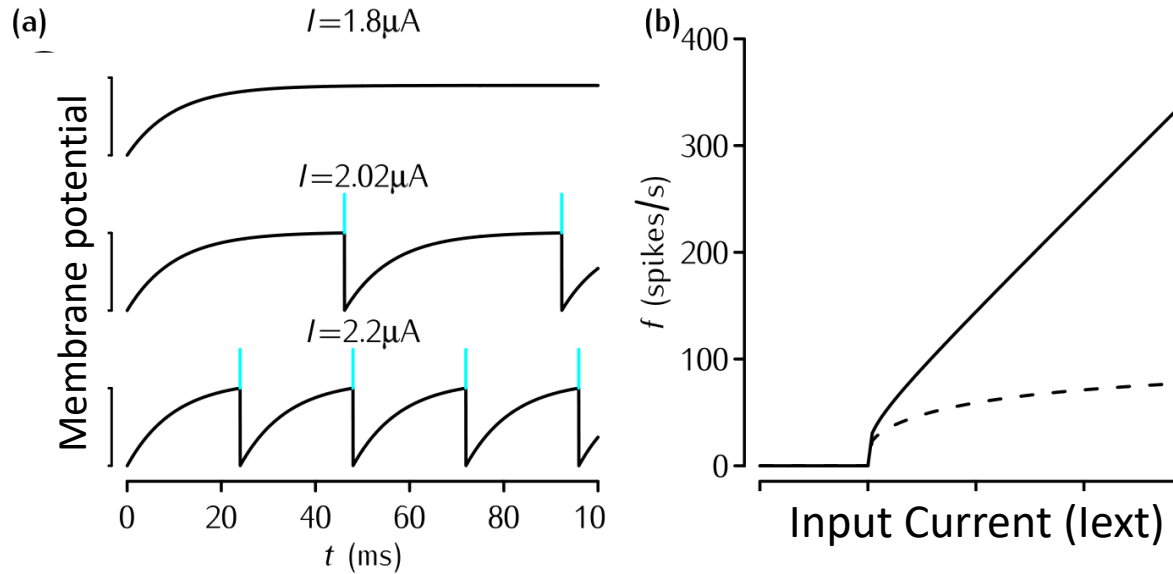 (a)
I=1.8μA
I=2.02μA
I=2.2μA
Membrane potential
0 20 40 60 80 10
t (ms)
(b)
400
300
200
100
0
f (spikes/s)
Input Current (Iext)